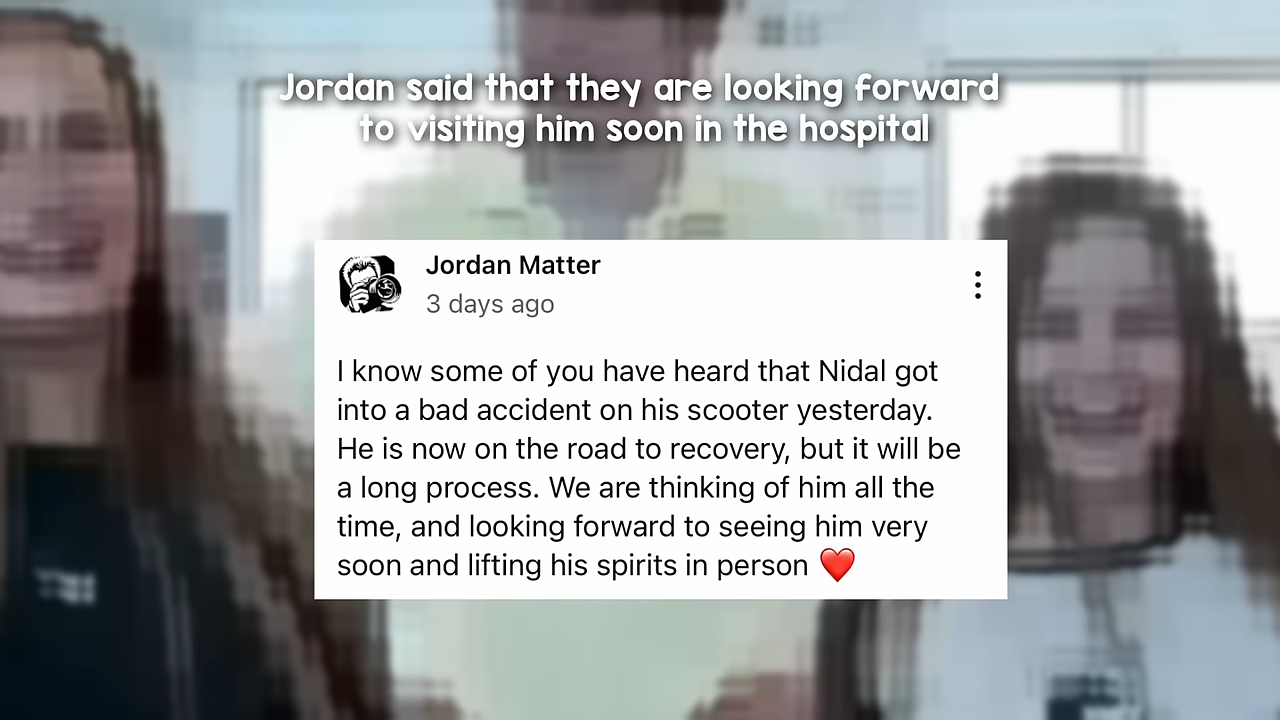 Jordan said that they are looking forward
to visiting him soon in the hospital
Jordan Matter
3 days ago
I know some of you have heard that Nidal got
into a bad accident on his scooter yesterday.
He is now on the road to recovery, but it will be
a long process. We are thinking of him all the
time, and looking forward to seeing him very
soon and lifting his spirits in person ❤️